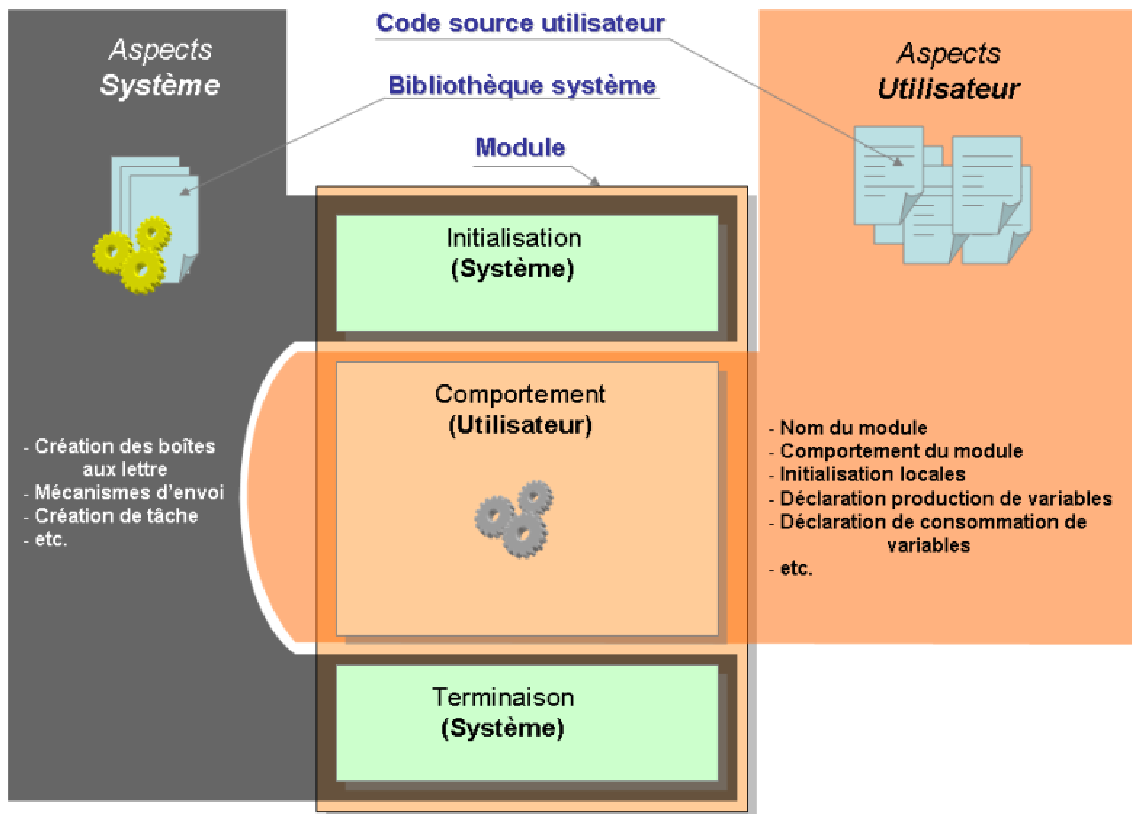 Code source utilisateur
Bibliothèque système
Module
Aspects
Système
- Création des boîtes
aux lettre
- Mécanismes d'envoi
- Création de tâche
- etc.
Initialisation
(Système)
Comportement
(Utilisateur)
Terminaison
(Système)
Aspects
Utilisateur
- Nom du module
- Comportement du module
- Initialisation locales
- Déclaration production de variables
- Déclaration de consommation de
variables
- etc.